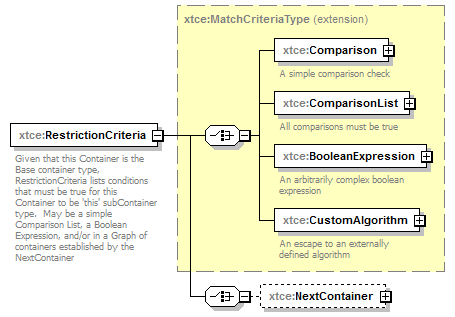 xtce:MatchCriteriaType (extension)
xtce:Comparison
A simple comparison check
xtce:ComparisonList
All comparisons must be true
xtce:RestrictionCriteria
Given that this Container is the
Base container type,
RestrictionCriteria lists conditions
that must be true for this
Container to be 'this' subContainer
type.  May be a simple
Comparison List, a Boolean
Expression, and/or in a Graph of
containers established by the
NextContainer
xtce:BooleanExpression
An arbitrarily complex boolean
expression
xtce:CustomAlgorithm
An escape to an externally
defined algorithm
xtce:NextContainer